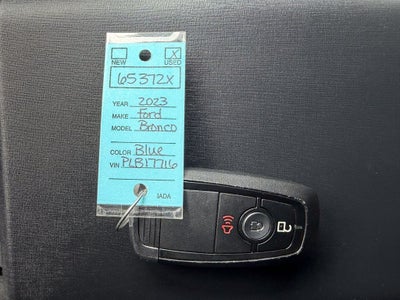 X
NEW USED
65372X
YEAR 2023
MAKE Ford
MODEL Bronco
COLOR Blue
VIN PLB17716
IADA